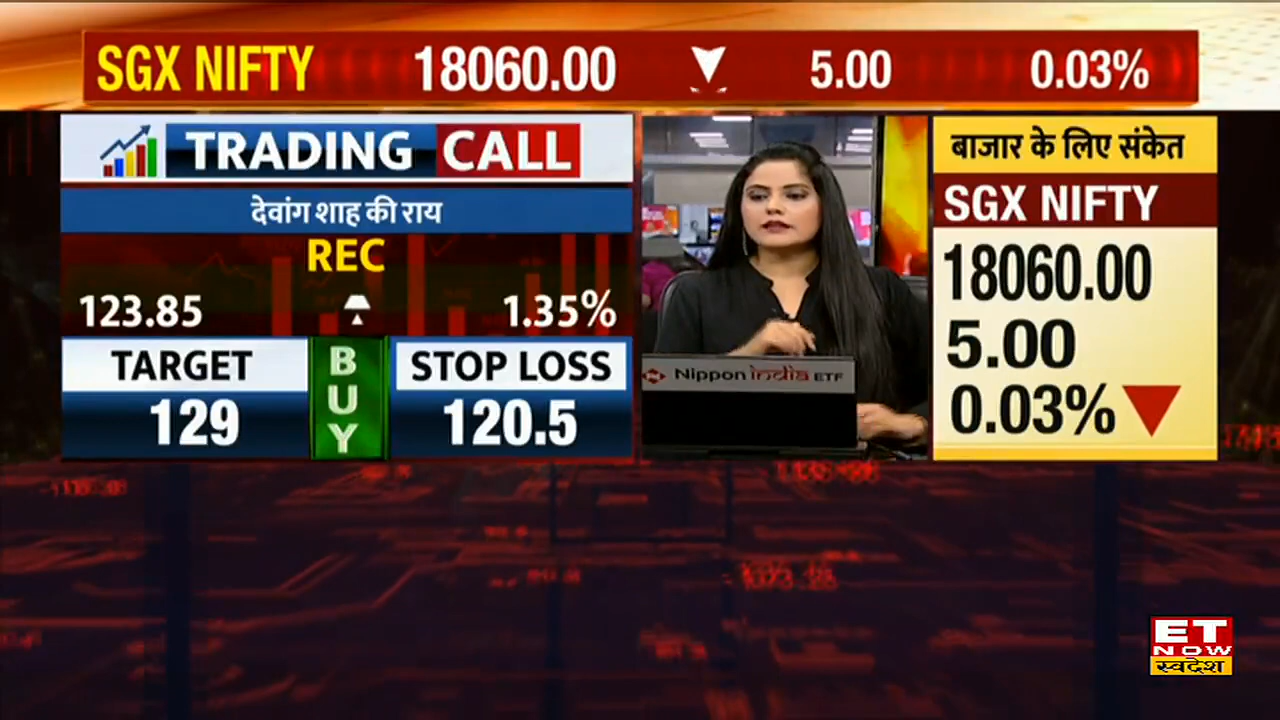 SGX NIFTY 18060.00 5.00 0.03%
TRADING CALL
देवांग शाह की राय
REC
123.85 1.35%
TARGET
129
BUY
STOP LOSS
120.5
Nippon india ETF
बाजार के लिए संकेत
SGX NIFTY
18060.00
5.00
0.03%
ET
NOW
स्वदेश